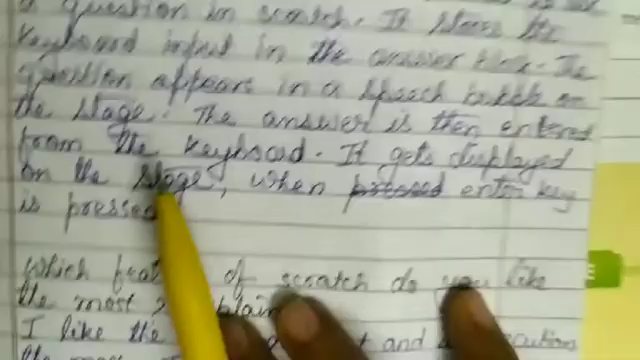 a question in scratch. It stores the
keyboard input in the answer block. The
question appears in a speech bubble on
the stage. The answer is then entered
from the keyboard. It gets displayed
on the stage, when pressed enter key
is pressed
Which of scratch do you like
the most
I like the and